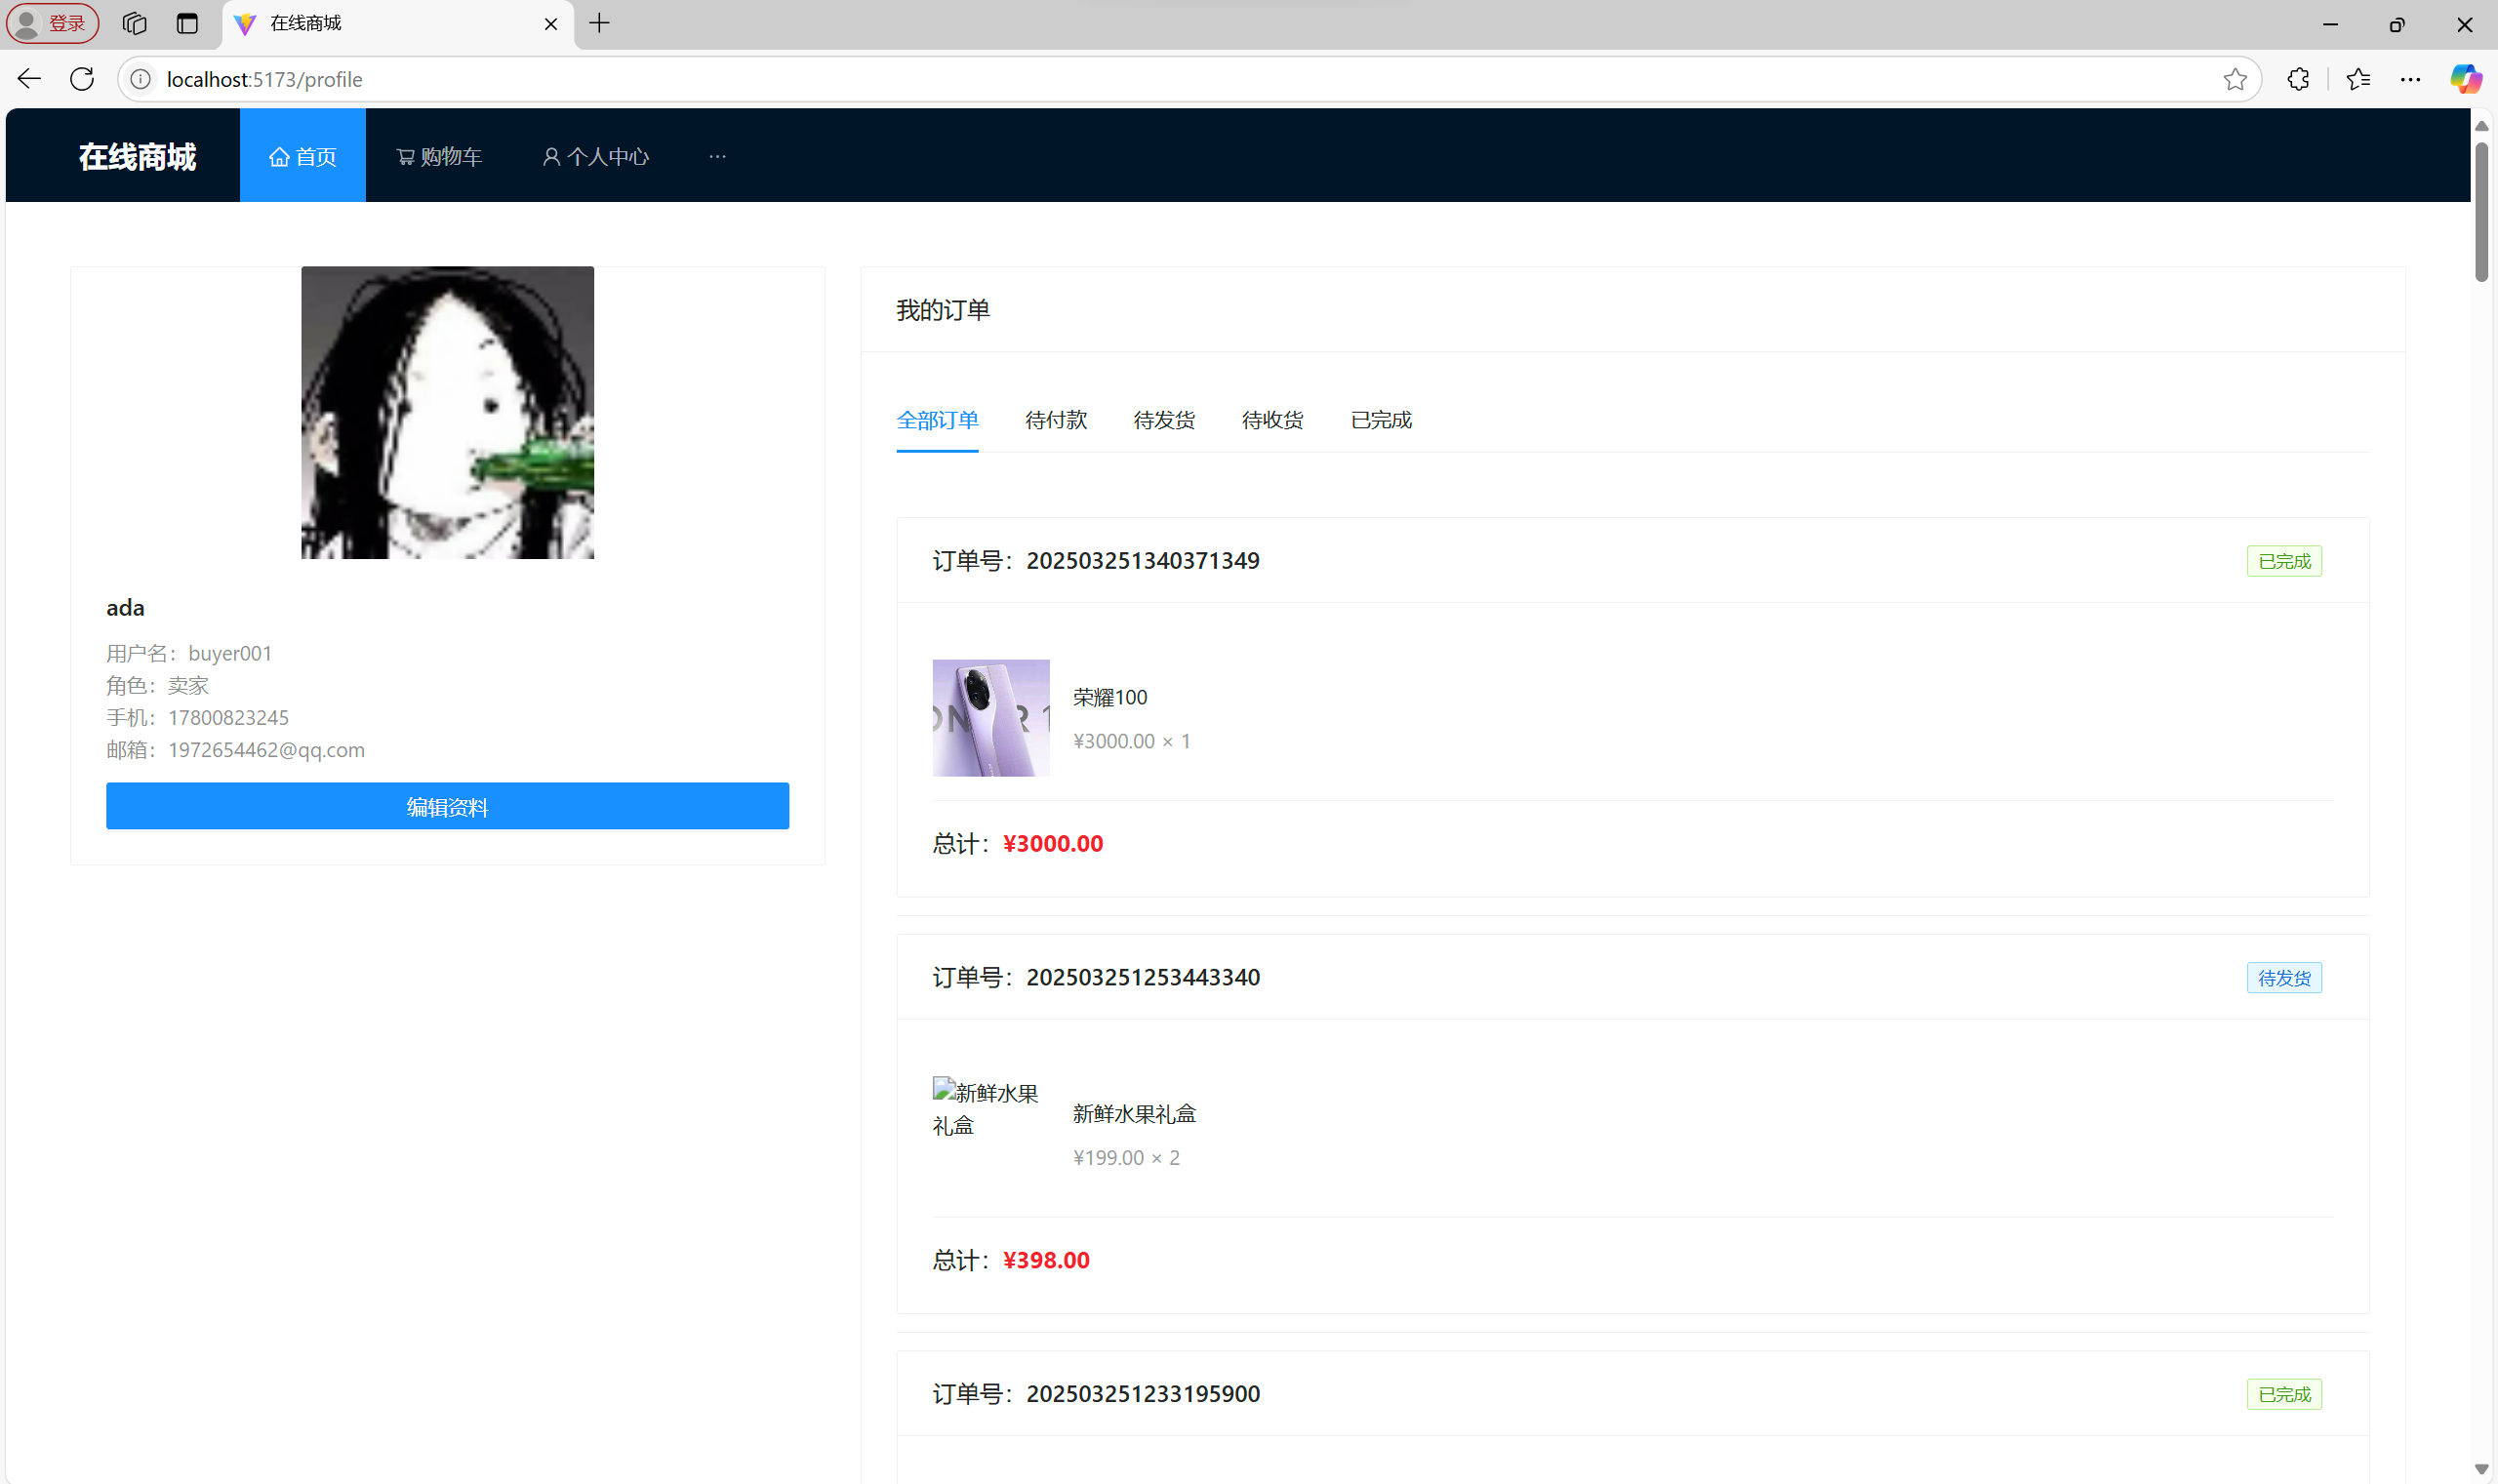 登录
在线商城
localhost:5173/profile
在线商城
首页
购物车
个人中心
···
ada
用户名：buyer001
角色：卖家
手机：17800823245
邮箱：1972654462@qq.com
编辑资料
我的订单
全部订单
待付款
待发货
待收货
已完成
订单号：202503251340371349
已完成
荣耀100
¥3000.00 × 1
总计：¥3000.00
订单号：202503251253443340
待发货
新鲜水果
礼盒
新鲜水果礼盒
¥199.00 × 2
总计：¥398.00
订单号：202503251233195900
已完成